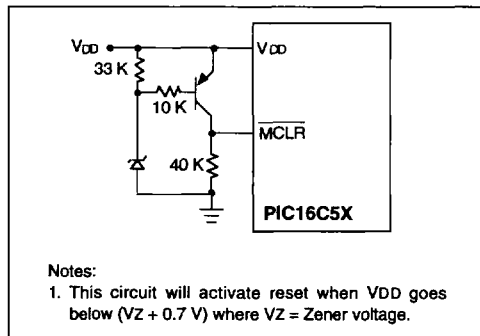 VDD
VDD
33 K
10 K
MCLR
40 K
PIC16C5X
Notes:
1. This circuit will activate reset when VDD goes
below (VZ + 0.7 V) where VZ = Zener voltage.